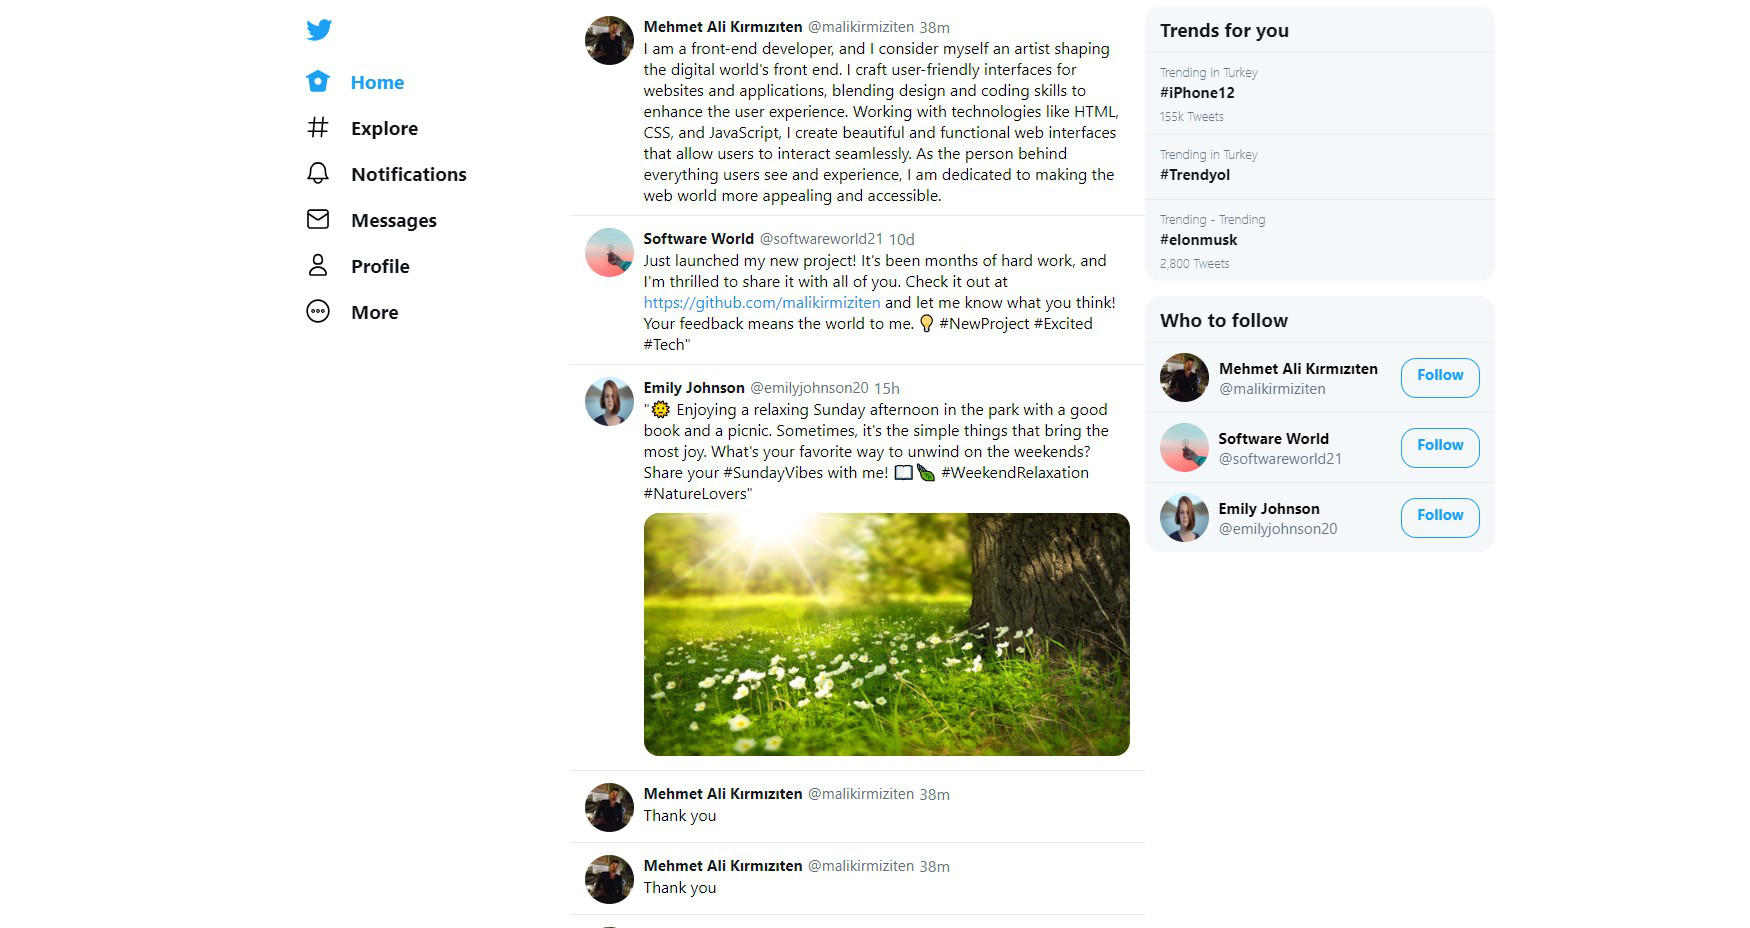 Home
Explore
Notifications
Messages
Profile
More
Mehmet Ali Kırmızıten @malikirmiziten 38m
I am a front-end developer, and I consider myself an artist shaping
the digital world's front end. I craft user-friendly interfaces for
websites and applications, blending design and coding skills to
enhance the user experience. Working with technologies like HTML,
CSS, and JavaScript, I create beautiful and functional web interfaces
that allow users to interact seamlessly. As the person behind
everything users see and experience, I am dedicated to making the
web world more appealing and accessible.
Software World @softwareworld21 10d
Just launched my new project! It's been months of hard work, and
I'm thrilled to share it with all of you. Check it out at
https://github.com/malikirmiziten and let me know what you think!
Your feedback means the world to me. 💡 #NewProject #Excited
#Tech"
Emily Johnson @emilyjohnson20 15h
"🌞 Enjoying a relaxing Sunday afternoon in the park with a good
book and a picnic. Sometimes, it's the simple things that bring the
most joy. What's your favorite way to unwind on the weekends?
Share your #SundayVibes with me! 📖🍃 #WeekendRelaxation
#NatureLovers"
Mehmet Ali Kırmızıten @malikirmiziten 38m
Thank you
Mehmet Ali Kırmızıten @malikirmiziten 38m
Thank you
Trends for you
Trending in Turkey
#iPhone12
155k Tweets
Trending in Turkey
#Trendyol
Trending - Trending
#elonmusk
2,800 Tweets
Who to follow
Mehmet Ali Kırmızıten
@malikirmiziten
Follow
Software World
@softwareworld21
Follow
Emily Johnson
@emilyjohnson20
Follow